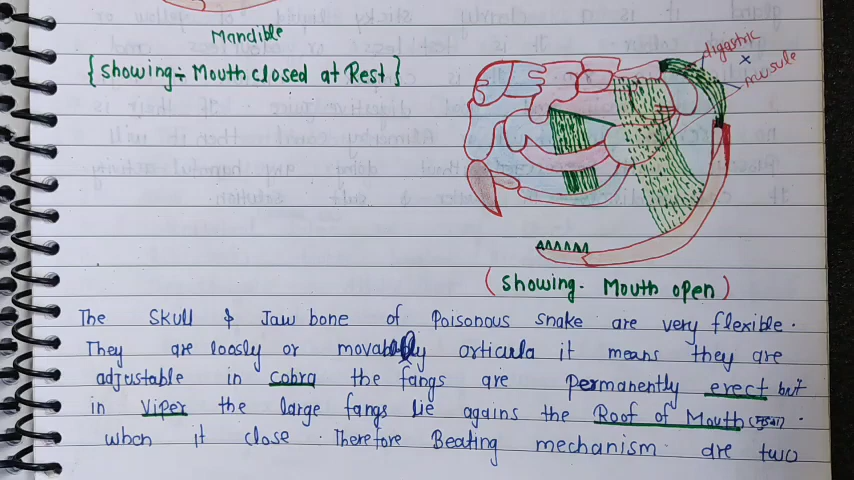 Mandible
{ Showing÷ Mouth closed at Rest }
digastric
x
musule
( Showing. Mouth open )
The Skull & Jaw bone of Poisonous snake are very flexible.
They are loosly or movably articula it means they are
adjustable in cobra the fangs are permanently erect but
in Viper the large fangs lie agains the Roof of Mouth
when it close. Therefore Beating mechanism are two